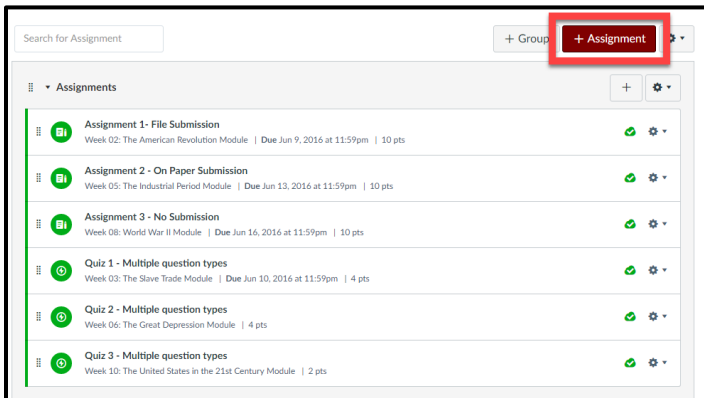 Search for Assignment
+ Group
+ Assignment
Assignments
+
Assignment 1- File Submission
Week 02: The American Revolution Module | Due Jun 9, 2016 at 11:59pm | 10 pts
Assignment 2 - On Paper Submission
Week 05: The Industrial Period Module | Due Jun 13, 2016 at 11:59pm | 10 pts
Assignment 3 - No Submission
Week 08: World War II Module | Due Jun 16, 2016 at 11:59pm | 10 pts
Quiz 1 - Multiple question types
Week 03: The Slave Trade Module | Due Jun 10, 2016 at 11:59pm | 4 pts
Quiz 2 - Multiple question types
Week 06: The Great Depression Module | 4 pts
Quiz 3 - Multiple question types
Week 10: The United States in the 21st Century Module | 2 pts